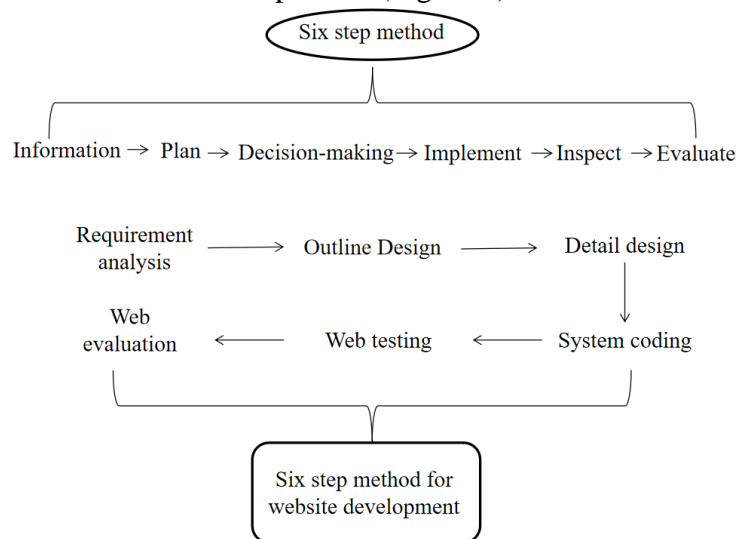 Six step method
Information → Plan → Decision-making → Implement → Inspect → Evaluate
Requirement
analysis
Outline Design
Detail design
Web
evaluation
Web testing
System coding
Six step method for
website development